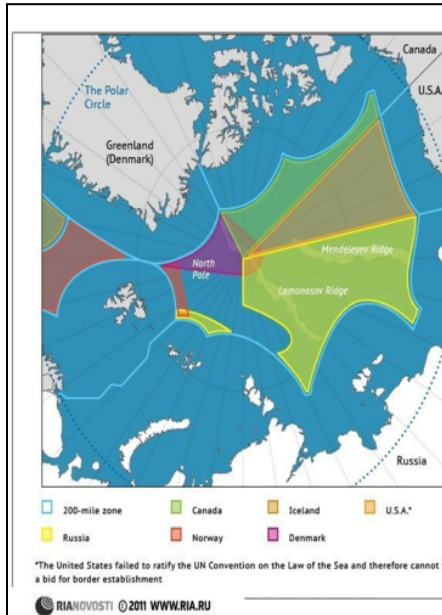 Canada
U.S.A.
The Polar
Circle
Greenland
(Denmark)
Mendeleyev Ridge
North
Pole
Lomonosov Ridge
Russia
200-mile zone
Canada
Iceland
U.S.A.*
Russia
Norway
Denmark
*The United States failed to ratify the UN Convention on the Law of the Sea and therefore cannot
a bid for border establishment
RIANOVOSTI © 2011 WWW.RIA.RU